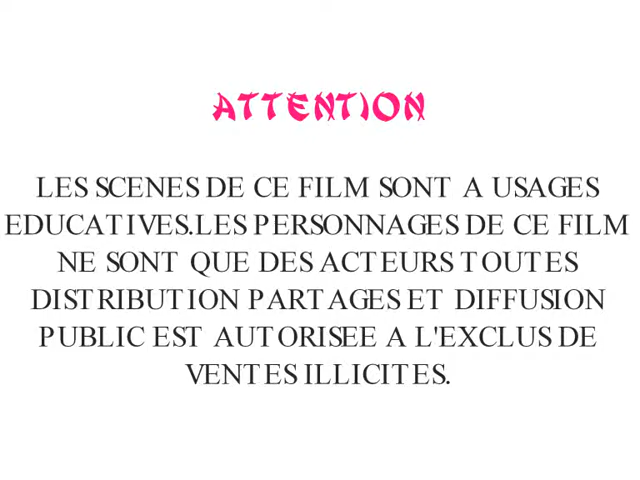 ATTENTION
LES SCENES DE CE FILM SONT A USAGES
EDUCATIVES.LES PERSONNAGES DE CE FILM
NE SONT QUE DES ACTEURS TOUTES
DISTRIBUTION PARTAGES ET DIFFUSION
PUBLIC EST AUTORISEE A L'EXCLUS DE
VENTES ILLICITES.